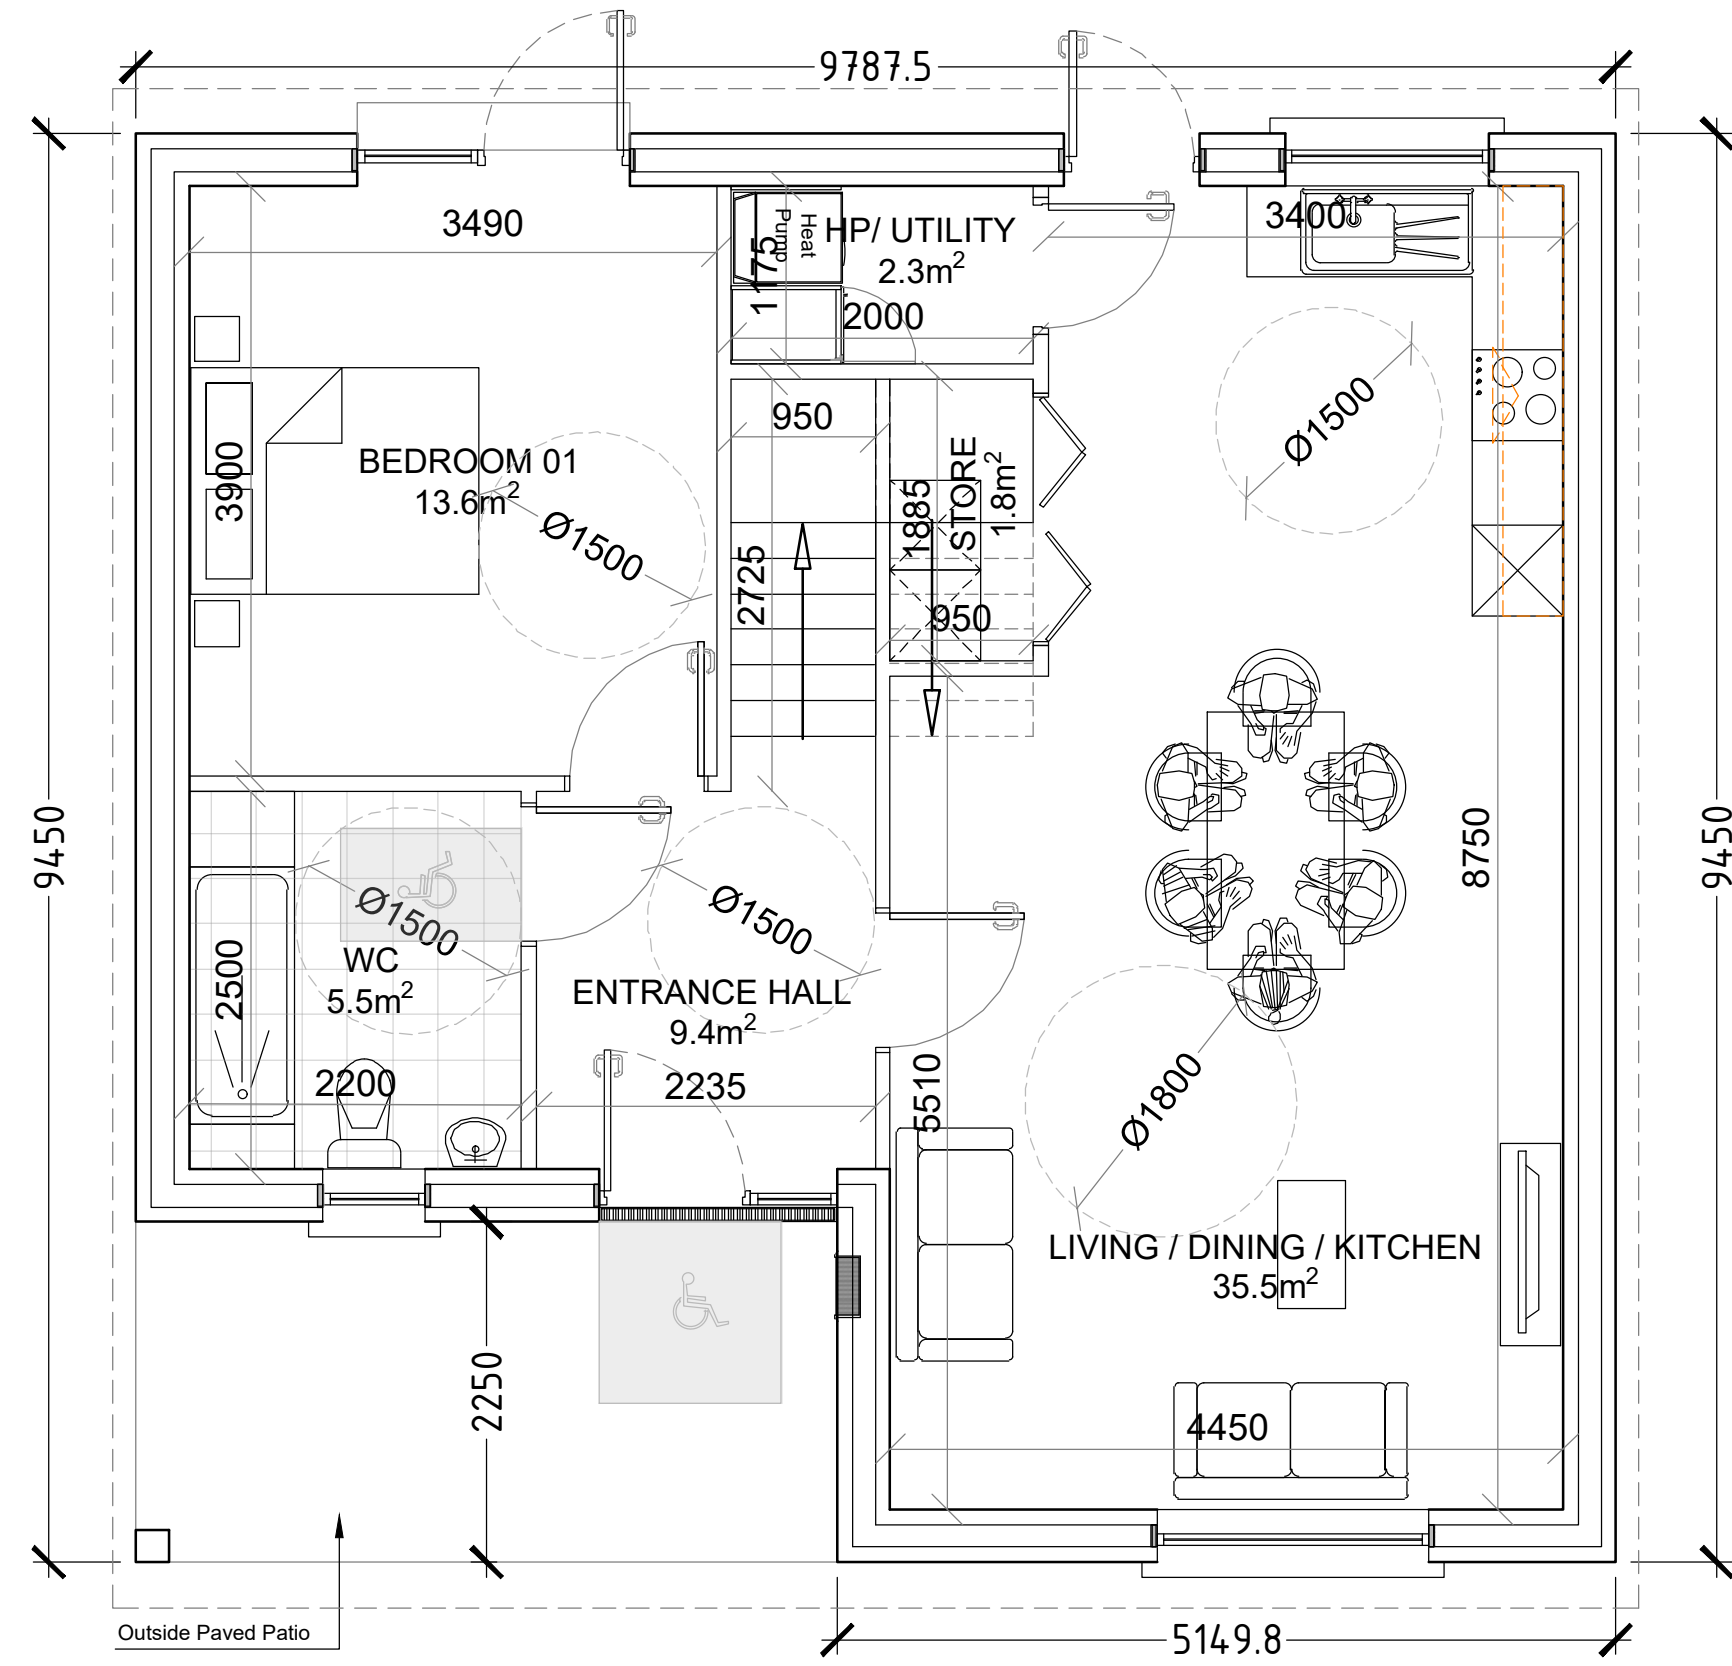 9787.5
3490
Heat
Pump
1175
HP/ UTILITY
2.3m²
2000
3400
950
Ø1500
BEDROOM 01
13.6m²
3900
Ø1500
2725
1885
STORE
1.8m²
950
9450
8750
9450
Ø1500
WC
5.5m²
2500
2200
Ø1500
ENTRANCE HALL
9.4m²
2235
5510
Ø1800
LIVING / DINING / KITCHEN
35.5m²
2250
4450
Outside Paved Patio
5149.8